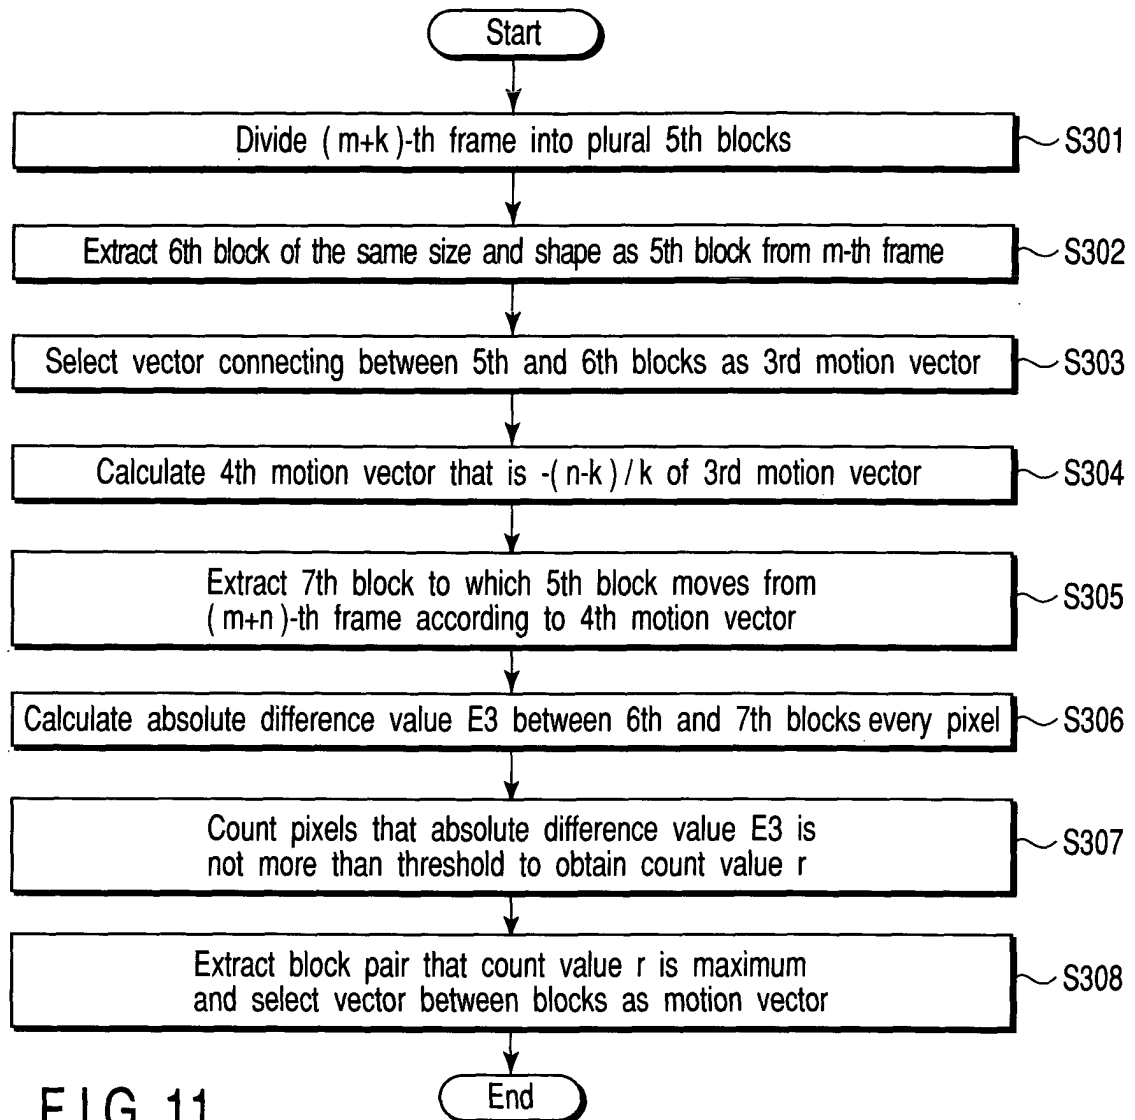 Start
Divide (m+k)-th frame into plural 5th blocks
S301
Extract 6th block of the same size and shape as 5th block from m-th frame
S302
Select vector connecting between 5th and 6th blocks as 3rd motion vector
S303
Calculate 4th motion vector that is -(n-k)/k of 3rd motion vector
S304
Extract 7th block to which 5th block moves from
(m+n)-th frame according to 4th motion vector
S305
Calculate absolute difference value E3 between 6th and 7th blocks every pixel
S306
Count pixels that absolute difference value E3 is
not more than threshold to obtain count value r
S307
Extract block pair that count value r is maximum
and select vector between blocks as motion vector
S308
End
FIG. 11